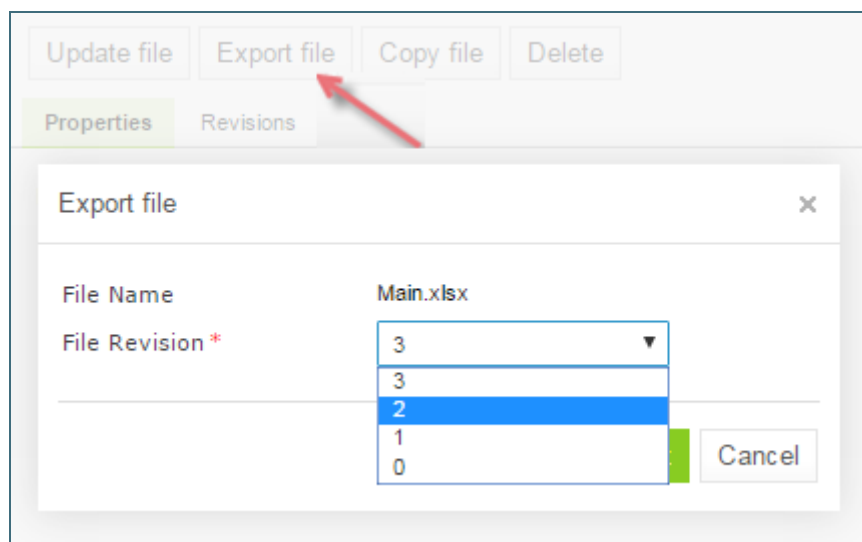 Update file Export file Copy file Delete
Properties Revisions
Export file ×
File Name Main.xlsx
File Revision * 3 ▼
3
2
1
0
Cancel